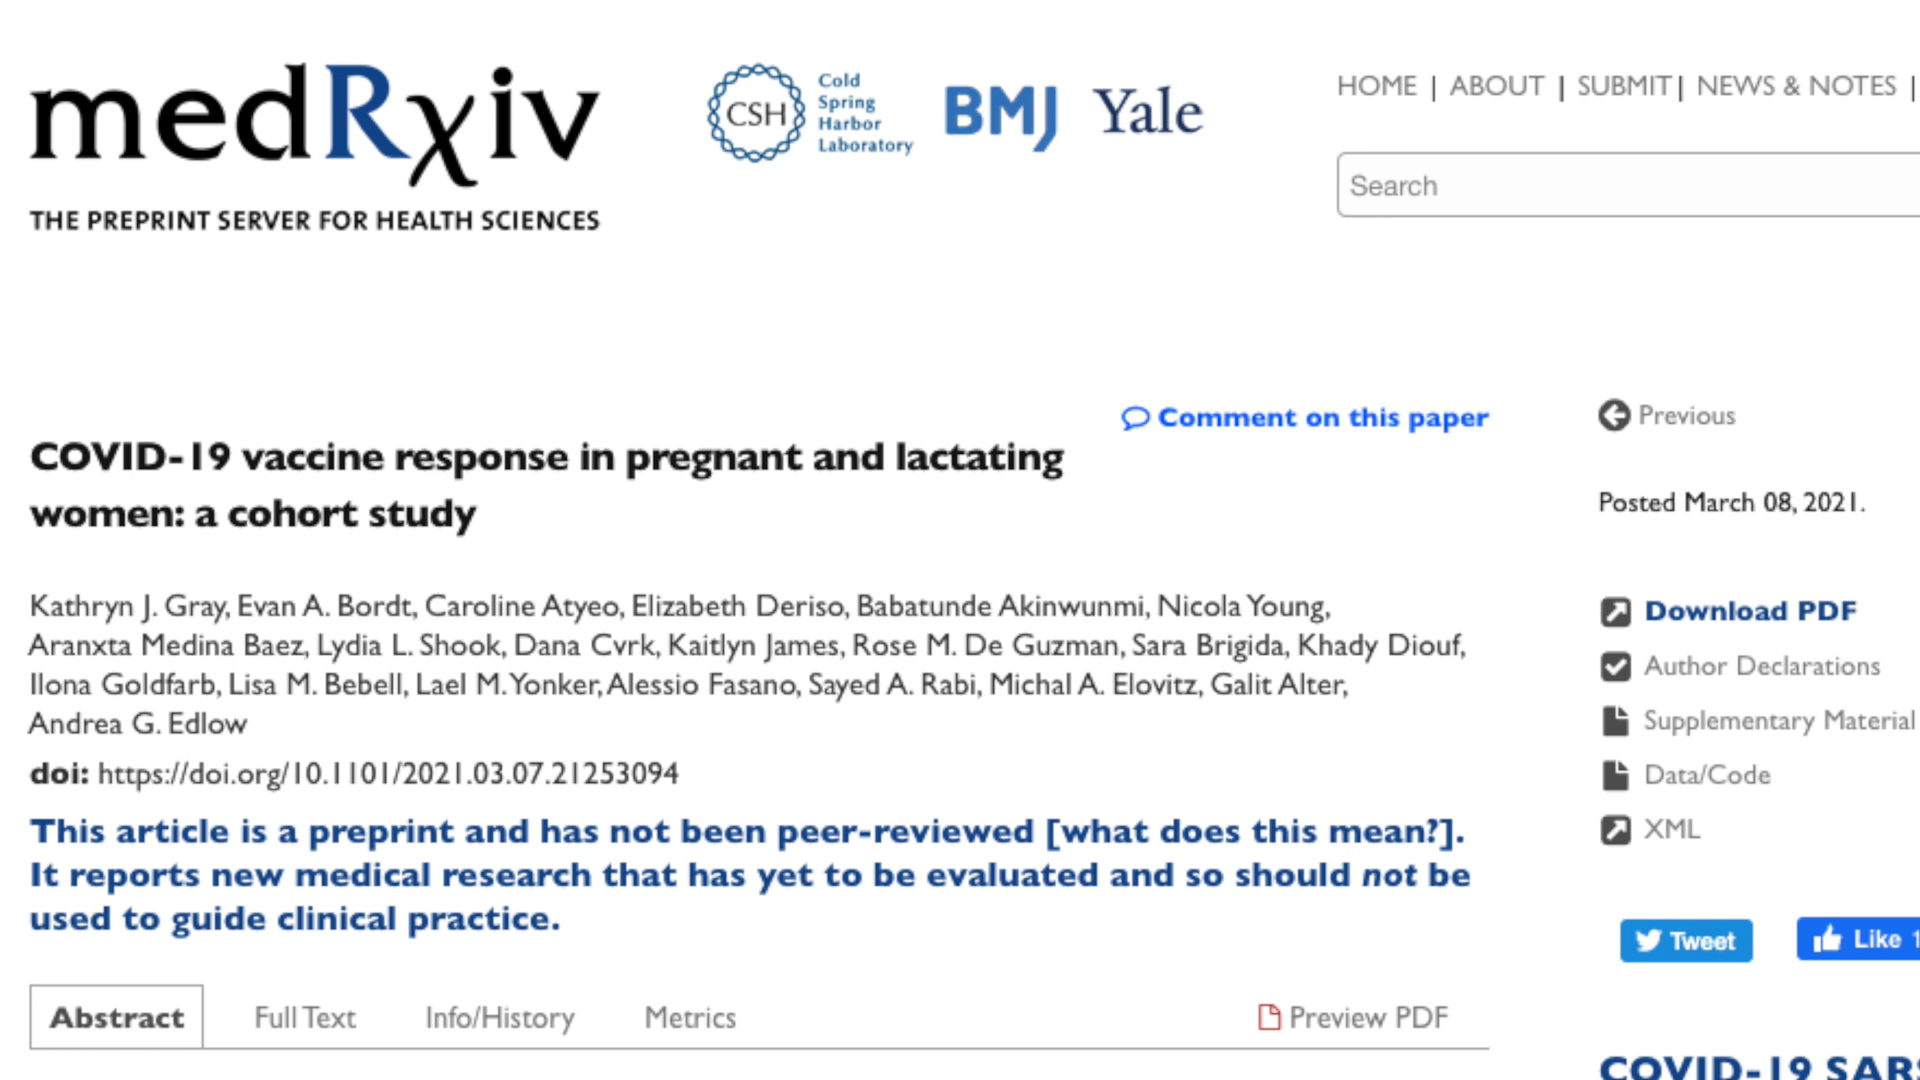 medRxiv
THE PREPRINT SERVER FOR HEALTH SCIENCES
CSH
Cold
Spring
Harbor
Laboratory
BMJ
Yale
HOME | ABOUT | SUBMIT | NEWS & NOTES |
Search
Comment on this paper
COVID-19 vaccine response in pregnant and lactating
women: a cohort study
Kathryn J. Gray, Evan A. Bordt, Caroline Atyeo, Elizabeth Deriso, Babatunde Akinwunmi, Nicola Young,
Aranxta Medina Baez, Lydia L. Shook, Dana Cvrk, Kaitlyn James, Rose M. De Guzman, Sara Brigida, Khady Diouf,
Ilona Goldfarb, Lisa M. Bebell, Lael M. Yonker, Alessio Fasano, Sayed A. Rabi, Michal A. Elovitz, Galit Alter,
Andrea G. Edlow
doi: https://doi.org/10.1101/2021.03.07.21253094
This article is a preprint and has not been peer-reviewed [what does this mean?].
It reports new medical research that has yet to be evaluated and so should not be
used to guide clinical practice.
Abstract
Full Text
Info/History
Metrics
Preview PDF
Previous
Posted March 08, 2021.
Download PDF
Author Declarations
Supplementary Material
Data/Code
XML
Tweet
Like
COVID-19